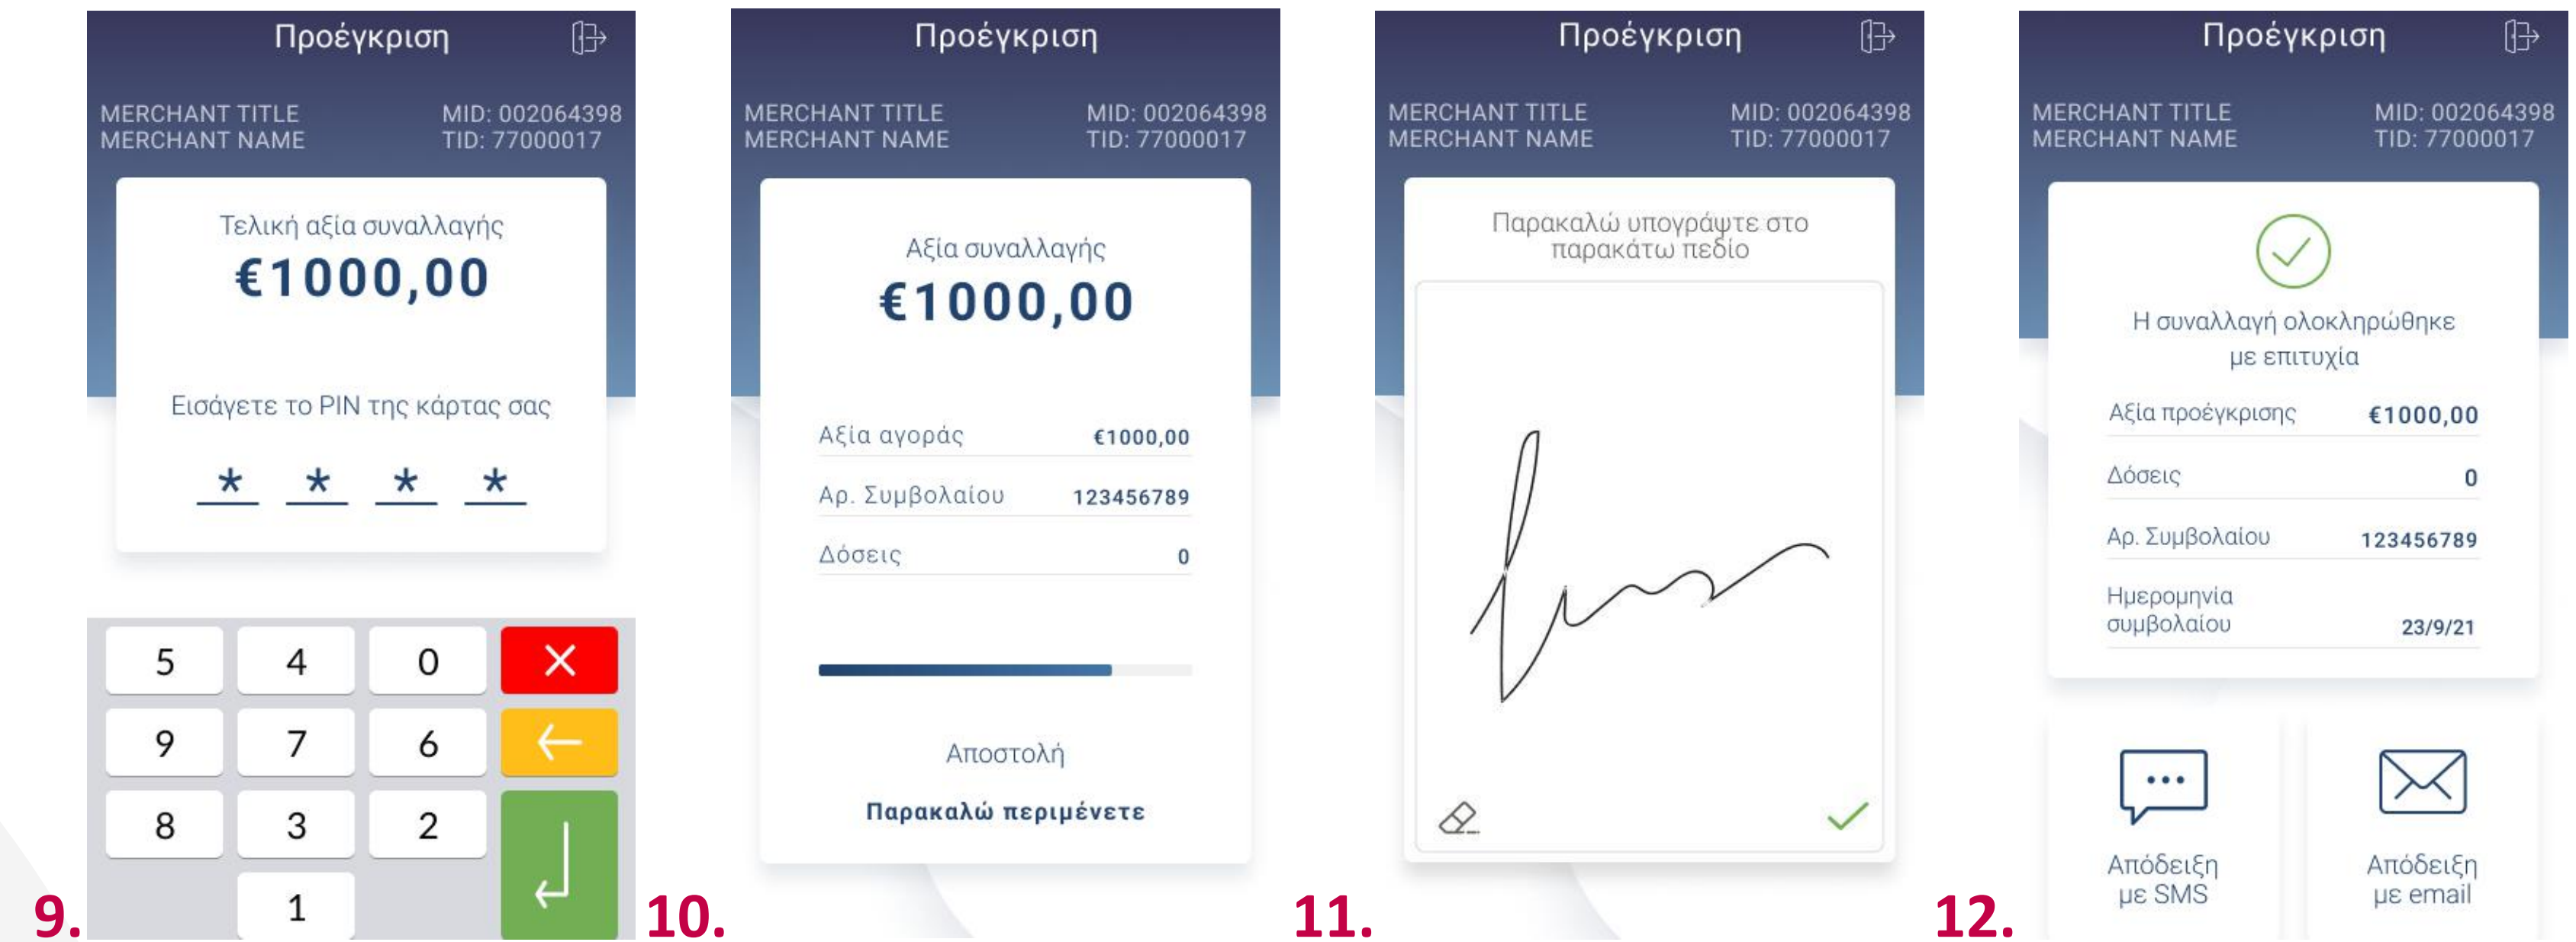 Προέγκριση
MERCHANT TITLE MID: 002064398
MERCHANT NAME TID: 77000017
Τελική αξία συναλλαγής
€1000,00
Εισάγετε το PIN της κάρτας σας
* * * *
5 4 0
9 7 6
8 3 2
1
9.
Προέγκριση
MERCHANT TITLE MID: 002064398
MERCHANT NAME TID: 77000017
Αξία συναλλαγής
€1000,00
Αξία αγοράς €1000,00
Αρ. Συμβολαίου 123456789
Δόσεις 0
Αποστολή
Παρακαλώ περιμένετε
10.
Προέγκριση
MERCHANT TITLE MID: 002064398
MERCHANT NAME TID: 77000017
Παρακαλώ υπογράψτε στο
παρακάτω πεδίο
11.
Προέγκριση
MERCHANT TITLE MID: 002064398
MERCHANT NAME TID: 77000017
Η συναλλαγή ολοκληρώθηκε
με επιτυχία
Αξία προέγκρισης €1000,00
Δόσεις 0
Αρ. Συμβολαίου 123456789
Ημερομηνία
συμβολαίου 23/9/21
Απόδειξη
με SMS
Απόδειξη
με email
12.